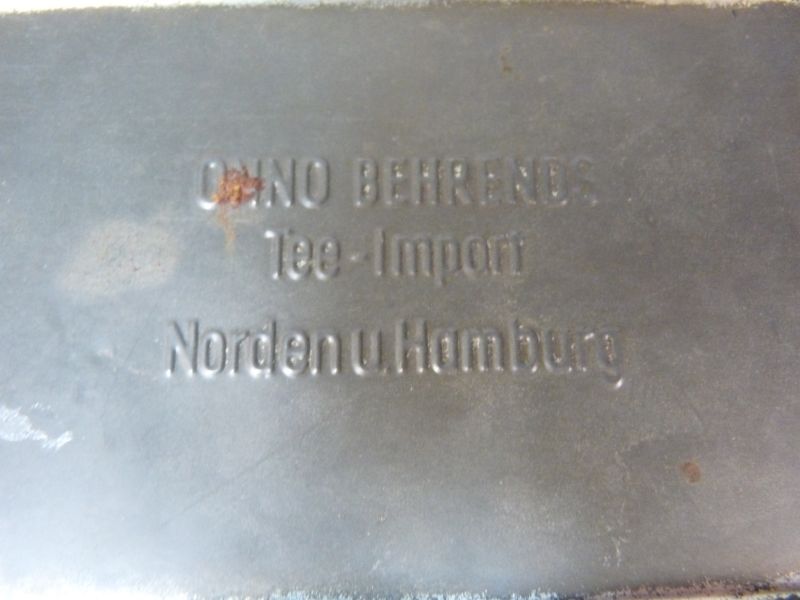 ONNO BEHRENDS
Tee-Import
Norden u. Hamburg